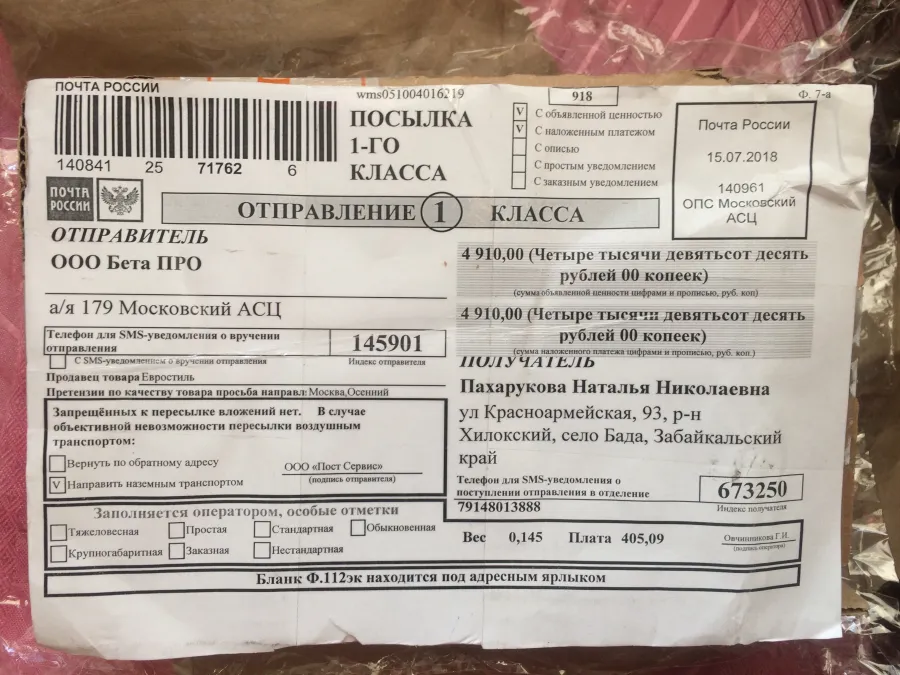 ПОЧТА РОССИИ
wms051004016219
918
Ф. 7-а
140841 25 71762 6
ПОСЫЛКА
1-ГО
КЛАССА
V С объявленной ценностью
V С наложенным платежом
С описью
С простым уведомлением
С заказным уведомлением
Почта России
15.07.2018
140961
ОПС Московский
АСЦ
ПОЧТА
РОССИИ
ОТПРАВЛЕНИЕ 1 КЛАССА
ОТПРАВИТЕЛЬ
ООО Бета ПРО
а/я 179 Московский АСЦ
Телефон для SMS-уведомления о вручении
отправления
145901
С SMS-уведомлением о вручении отправления
Индекс отправителя
Продавец товара Евростиль
Претензии по качеству товара просьба направл: Москва,Осенний
Запрещённых к пересылке вложений нет. В случае
объективной невозможности пересылки воздушным
транспортом:
Вернуть по обратному адресу
V Направить наземным транспортом
ООО «Пост Сервис»
(подпись отправителя)
4 910,00 (Четыре тысячи девятьсот десять
рублей 00 копеек)
(сумма объявленной ценности цифрами и прописью, руб. коп)
4 910,00 (Четыре тысячи девятьсот десять
рублей 00 копеек)
(сумма наложенного платежа цифрами и прописью, руб. коп.)
ПОЛУЧАТЕЛЬ
Пахарукова Наталья Николаевна
ул Красноармейская, 93, р-н
Хилокский, село Бада, Забайкальский
край
Телефон для SMS-уведомления о
поступлении отправления в отделение
79148013888
673250
Индекс получателя
Заполняется оператором, особые отметки
Тяжеловесная Простая Стандартная Обыкновенная
Крупногабаритная Заказная Нестандартная
Вес 0,145 Плата 405,09
Овчинникова Г.И.
(подпись оператора)
Бланк Ф.112эк находится под адресным ярлыком